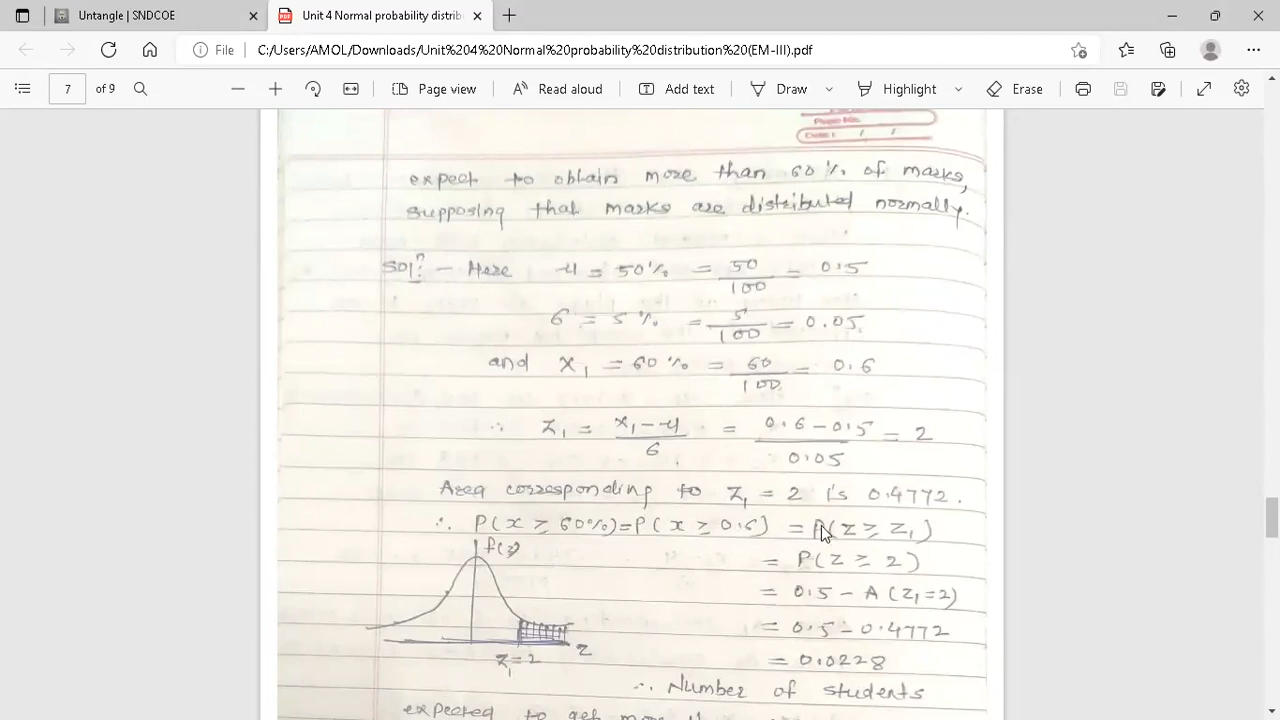 Untangle | SNDCOE
Unit 4 Normal probability distrib
File C:/Users/AMOL/Downloads/Unit%204%20Normal%20probability%20distribution%20(EM-III).pdf
7 of 9 Page view Read aloud Add text Draw Highlight Erase
Page No.
Date: / /
expect to obtain more than 60% of marks,
supposing that marks are distributed normally.
Solⁿ: - Here μ = 50% = 50/100 = 0.5
σ = 5% = 5/100 = 0.05
and x₁ = 60% = 60/100 = 0.6
∴ z₁ = (x₁ - μ)/σ = (0.6 - 0.5)/0.05 = 2
Area corresponding to z₁ = 2 is 0.4772.
∴ P(x ≥ 60%) = P(x ≥ 0.6) = P(z ≥ z₁)
f(z)
= P(z ≥ 2)
= 0.5 - A(z₁=2)
= 0.5 - 0.4772
z₁=2 z
= 0.0228
∴ Number of students
expected to get more